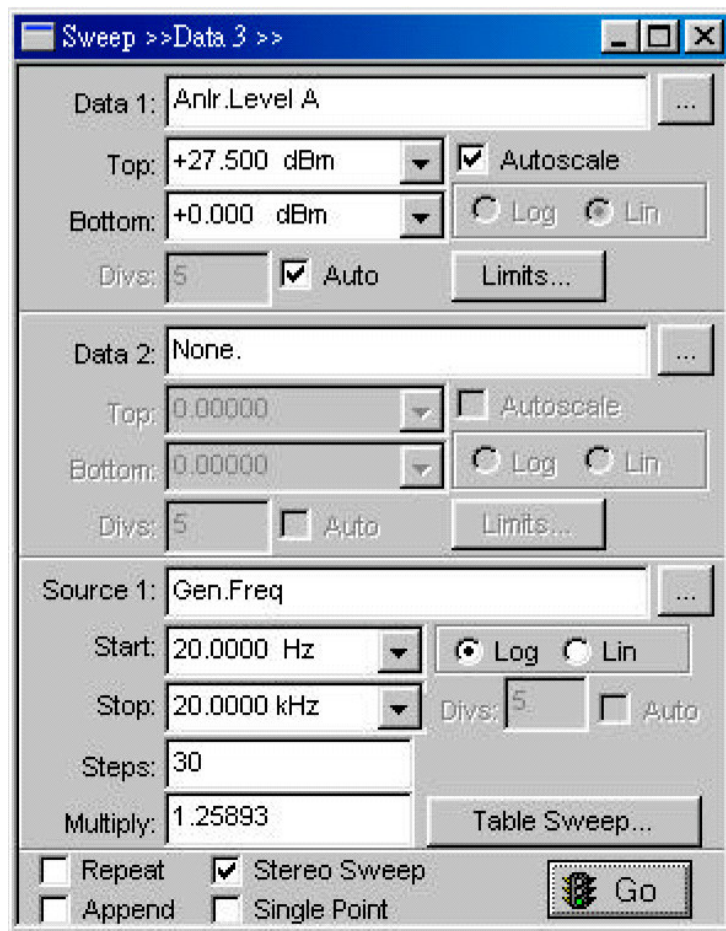 Sweep >>Data 3 >>
Data 1: Anlr.Level A ...
Top: +27.500 dBm Autoscale
Bottom: +0.000 dBm Log Lin
Divs: 5 Auto Limits...
Data 2: None. ...
Top: 0.00000 Autoscale
Bottom: 0.00000 Log Lin
Divs: 5 Auto Limits...
Source 1: Gen.Freq ...
Start: 20.0000 Hz Log Lin
Stop: 20.0000 kHz Divs: 5 Auto
Steps: 30
Multiply: 1.25893 Table Sweep...
Repeat Stereo Sweep Go
Append Single Point